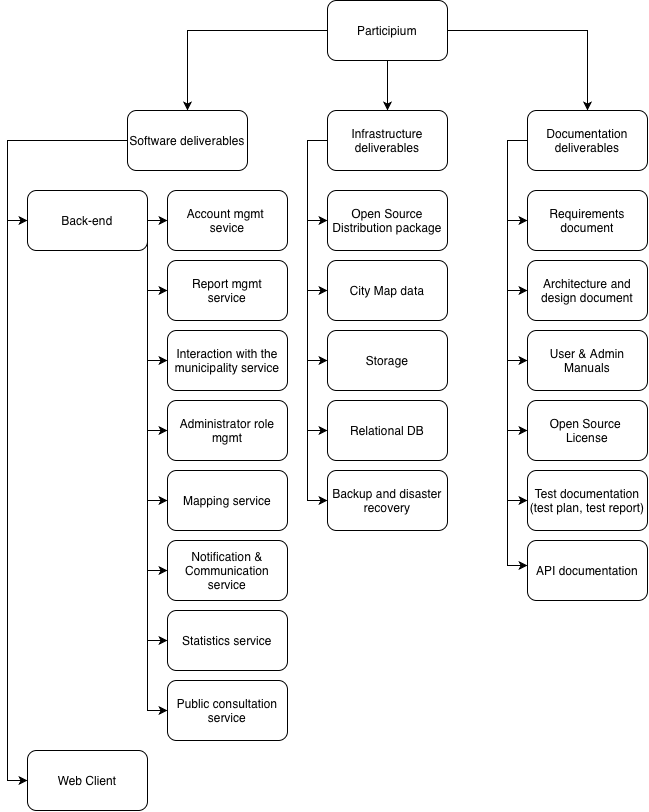 Participium
Software deliverables
Infrastructure
deliverables
Documentation
deliverables
Back-end
Account mgmt
sevice
Report mgmt
service
Interaction with the
municipality service
Administrator role
mgmt
Mapping service
Notification &
Communication
service
Statistics service
Public consultation
service
Web Client
Open Source
Distribution package
City Map data
Storage
Relational DB
Backup and disaster
recovery
Requirements
document
Architecture and
design document
User & Admin
Manuals
Open Source
License
Test documentation
(test plan, test report)
API documentation